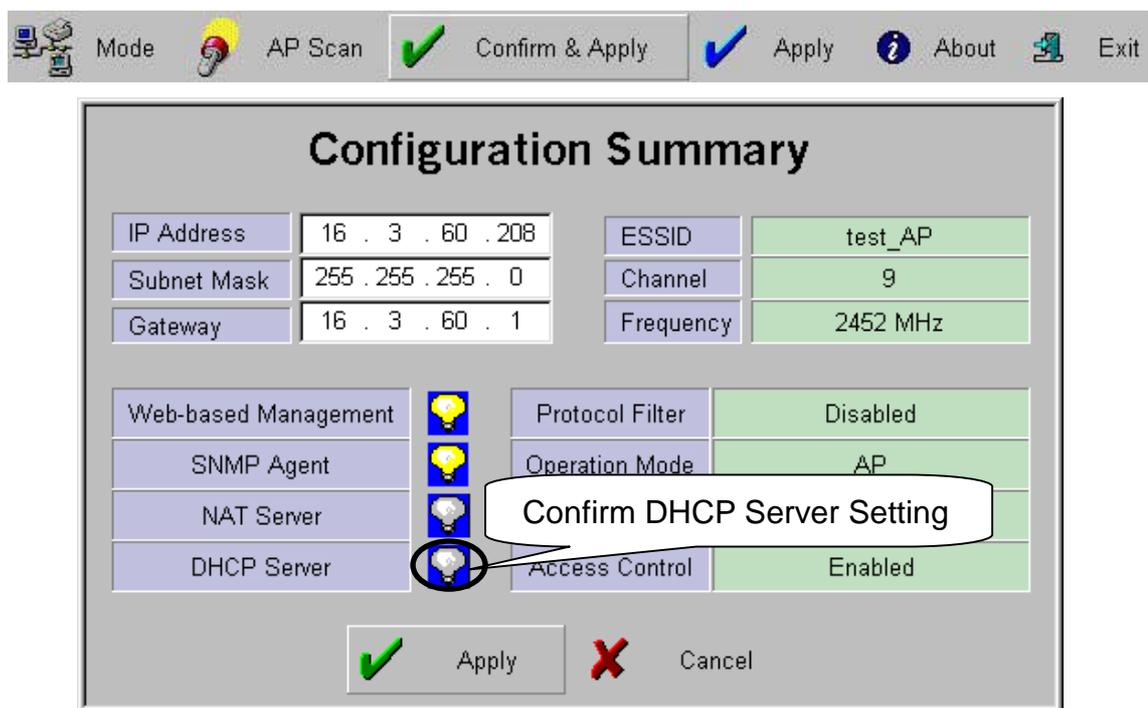 Mode AP Scan Confirm & Apply Apply About Exit
Configuration Summary
IP Address 16 . 3 . 60 . 208 ESSID test_AP
Subnet Mask 255 . 255 . 255 . 0 Channel 9
Gateway 16 . 3 . 60 . 1 Frequency 2452 MHz
Web-based Management Protocol Filter Disabled
SNMP Agent Operation Mode AP
NAT Server Confirm DHCP Server Setting
DHCP Server Access Control Enabled
Apply Cancel